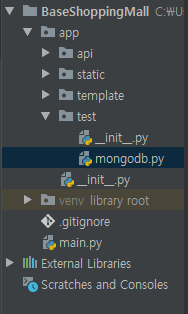 BaseShoppingMall C:₩U
app
api
static
template
test
__init__.py
mongodb.py
__init__.py
venv library root
.gitignore
main.py
External Libraries
Scratches and Consoles